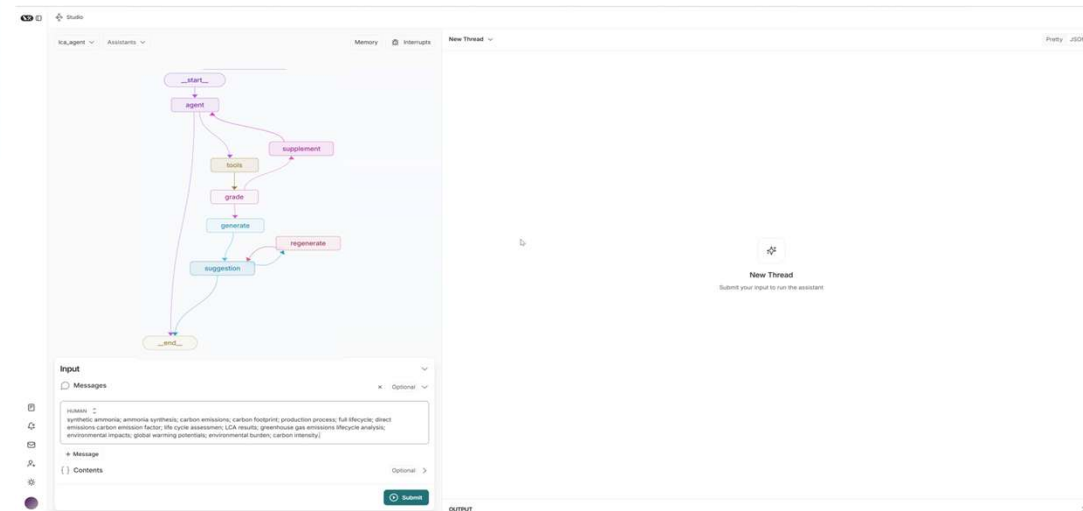 Studio
lca_agent
Assistants
Memory
Interrupts
New Thread
Pretty
JSON
__start__
agent
supplement
tools
grade
generate
regenerate
suggestion
__end__
New Thread
Submit your input to run the assistant
Input
Messages
× Optional
HUMAN
synthetic ammonia; ammonia synthesis; carbon emissions; carbon footprint; production process; full lifecycle; direct
emissions carbon emission factor; life cycle assessmen; LCA results; greenhouse gas emissions lifecycle analysis;
environmental impacts; global warming potentials; environmental burden; carbon intensity;
+ Message
{ } Contents
Optional
Submit
OUTPUT